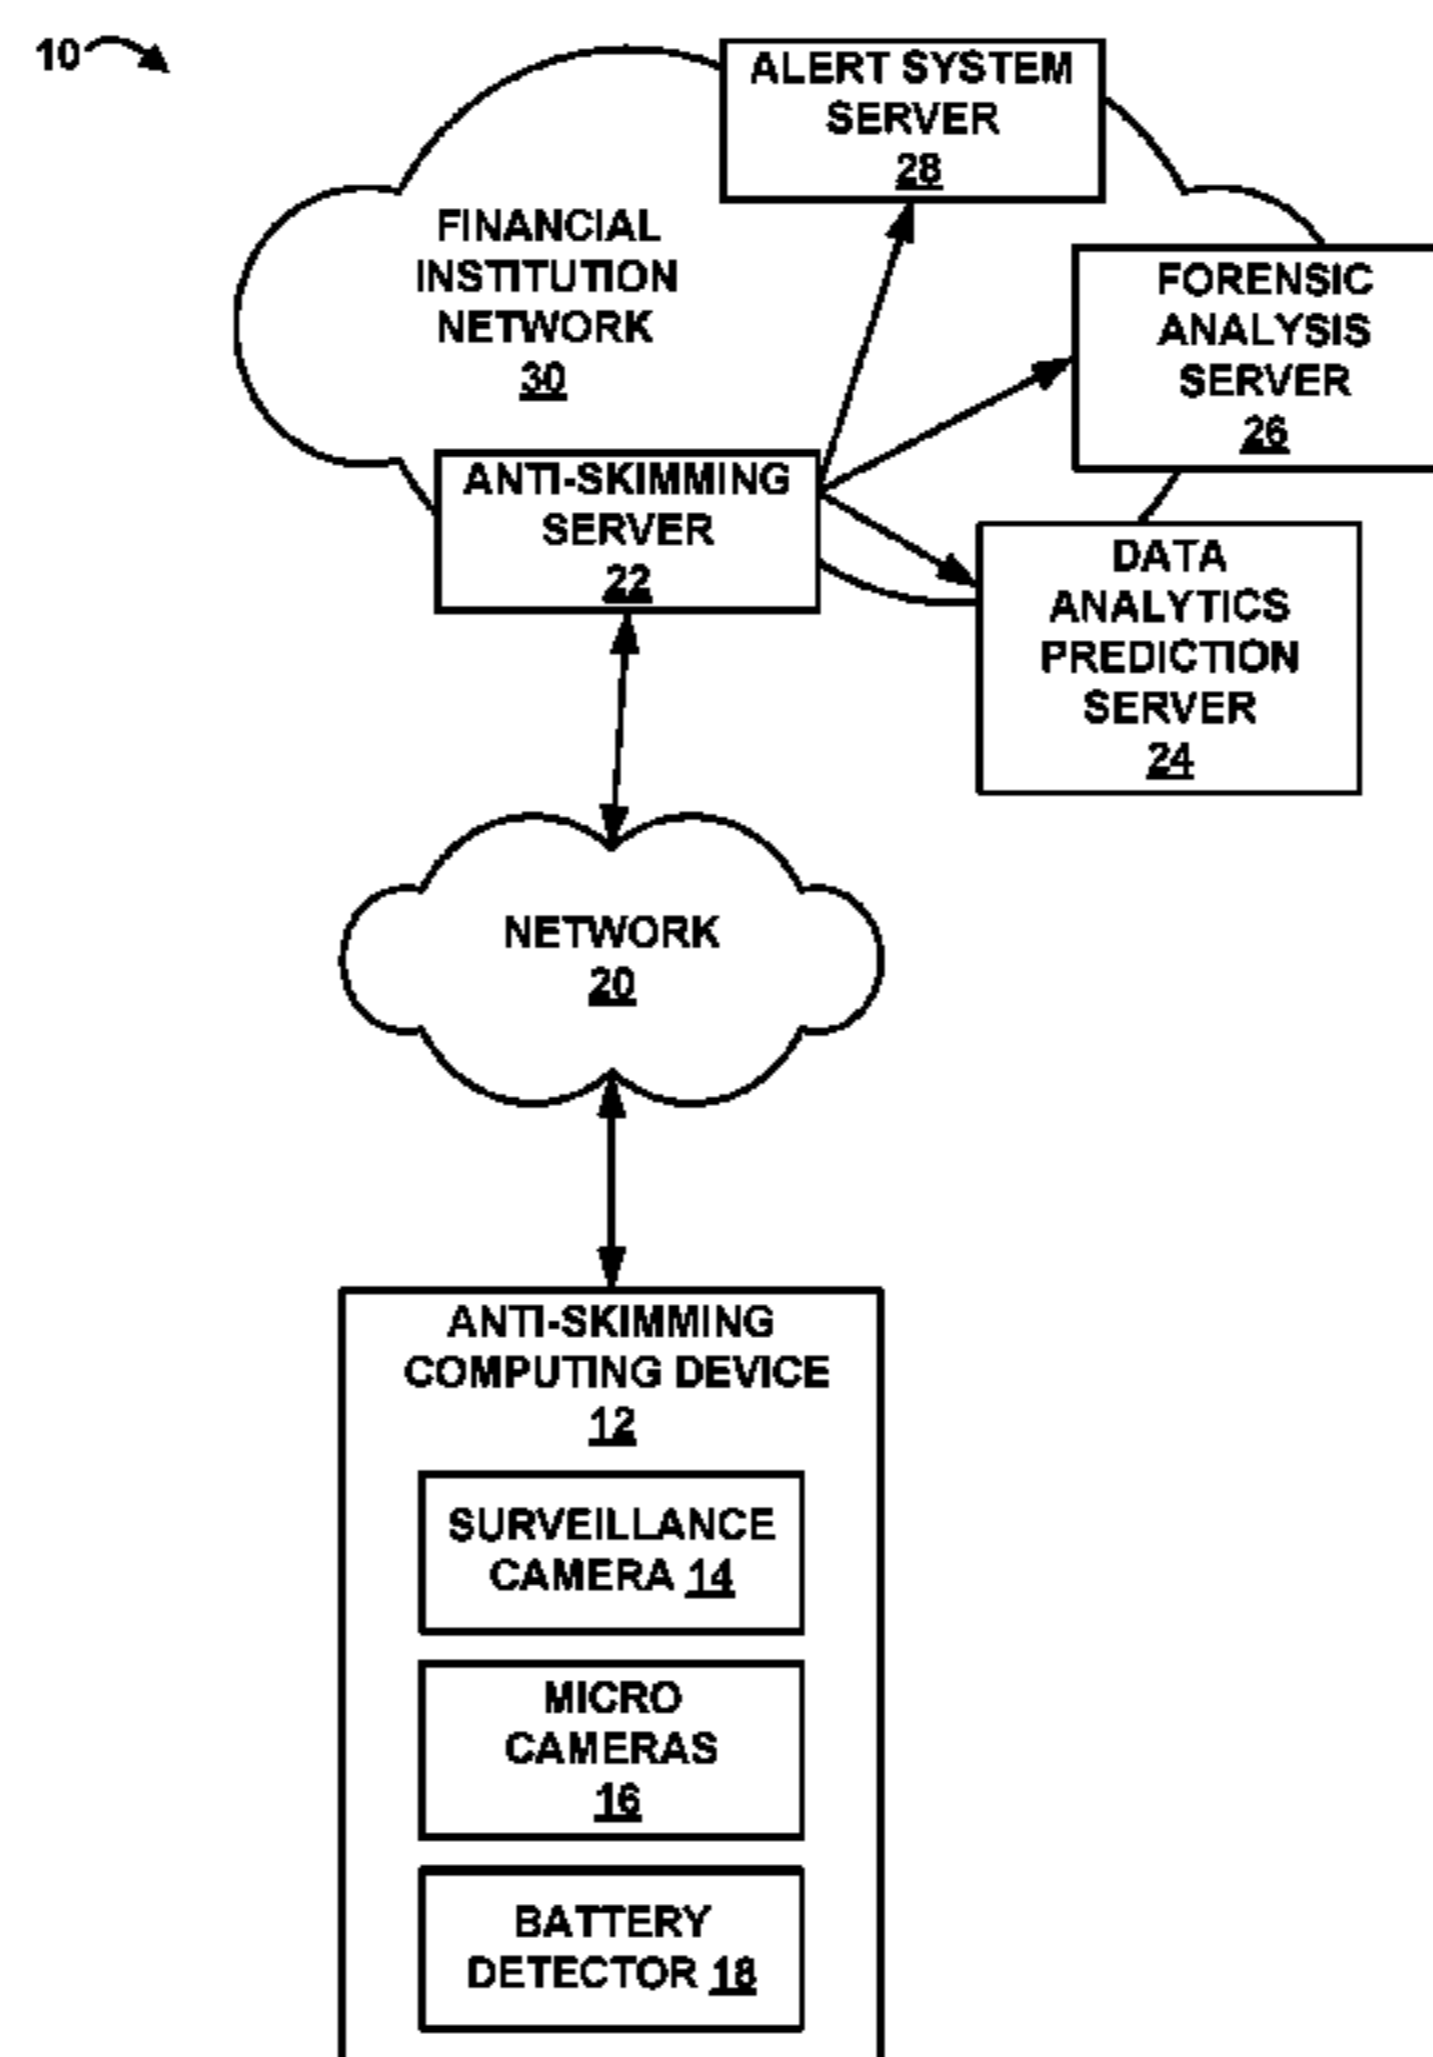 10
ALERT SYSTEM
SERVER
28
FINANCIAL
INSTITUTION
NETWORK
30
FORENSIC
ANALYSIS
SERVER
26
ANTI-SKIMMING
SERVER
22
DATA
ANALYTICS
PREDICTION
SERVER
24
NETWORK
20
ANTI-SKIMMING
COMPUTING DEVICE
12
SURVEILLANCE
CAMERA 14
MICRO
CAMERAS
16
BATTERY
DETECTOR 18